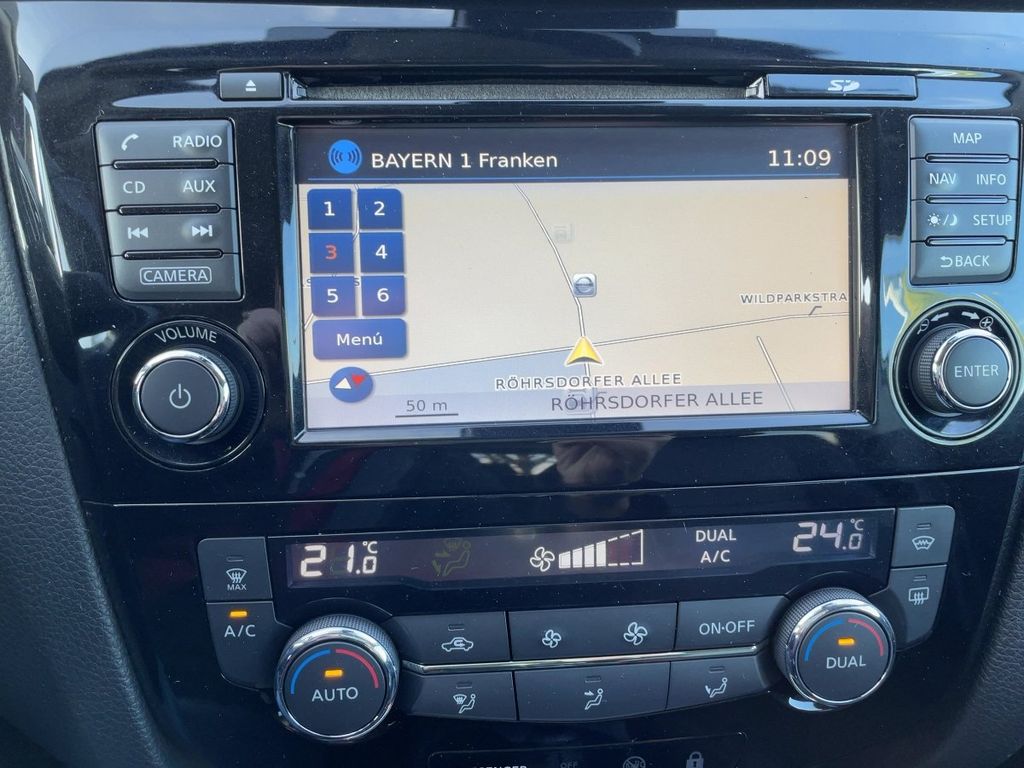 SD
RADIO
CD AUX
CAMERA
VOLUME
BAYERN 1 Franken 11:09
1 2
3 4
5 6
Menú
WILDPARKSTRA
RÖHRSDORFER ALLEE
50 m
RÖHRSDORFER ALLEE
MAP
NAV INFO
SETUP
BACK
ENTER
21.0°C
DUAL
A/C
24.0°C
MAX
A/C
AUTO
ON·OFF
DUAL
OFF